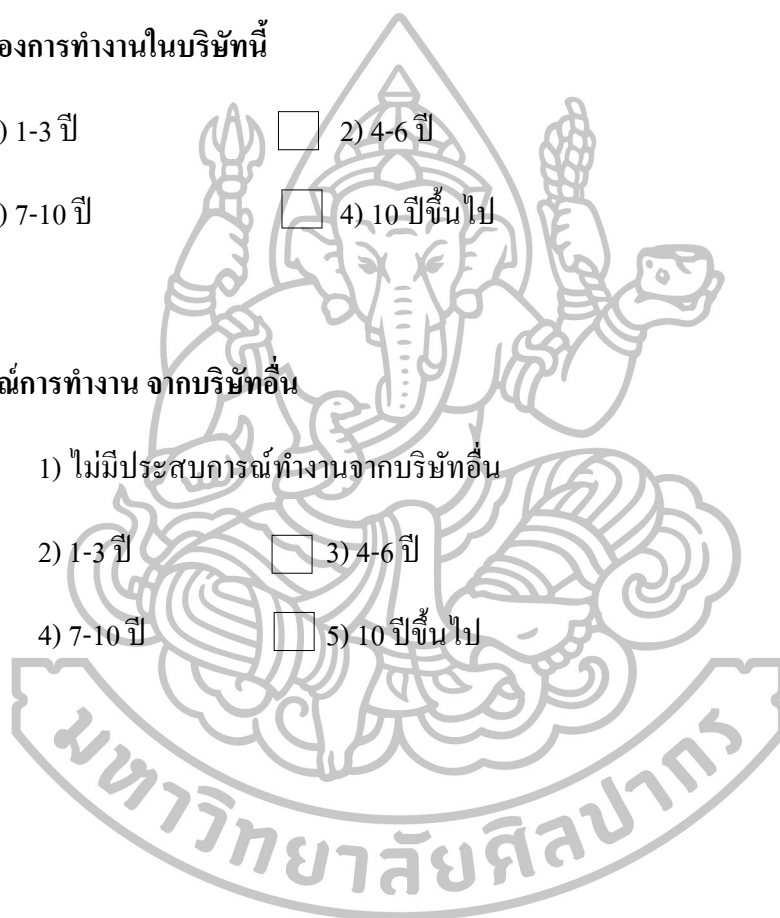 องการทำงานในบริษัทนี้
) 1-3 ปี 2) 4-6 ปี
) 7-10 ปี 4) 10 ปีขึ้นไป
ณ์การทำงาน จากบริษัทอื่น
1) ไม่มีประสบการณ์ทำงานจากบริษัทอื่น
2) 1-3 ปี 3) 4-6 ปี
4) 7-10 ปี 5) 10 ปีขึ้นไป
มหาวิทยาลัยศิลปากร